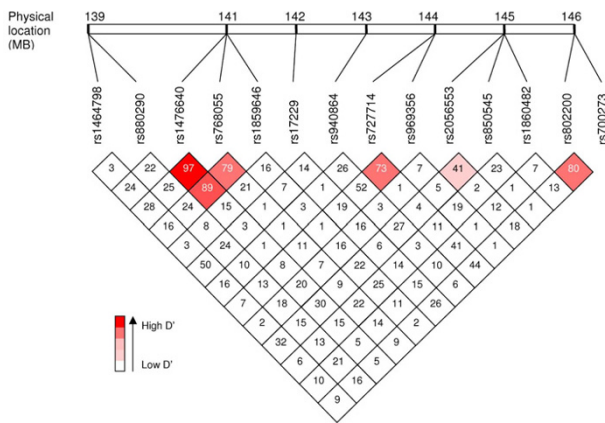 Physical location (MB)
139 141 142 143 144 145 146
rs1464798 rs880290 rs1476640 rs768055 rs1859646 rs17229 rs940864 rs727714 rs969356 rs2056553 rs850545 rs1860482 rs802200 rs700273
3 22 97 79 16 14 26 73 7 41 23 7 80
24 25 89 21 7 1 52 1 5 2 1 13
28 24 15 1 3 19 3 4 19 12 1
16 8 3 1 1 16 27 11 1 18
3 24 1 11 16 6 3 41 1
50 10 8 7 22 14 10 44
16 13 20 9 25 15 6
7 18 30 22 11 26
2 15 15 14 2
32 13 5 9
6 21 5
10 16
9
High D'
Low D'